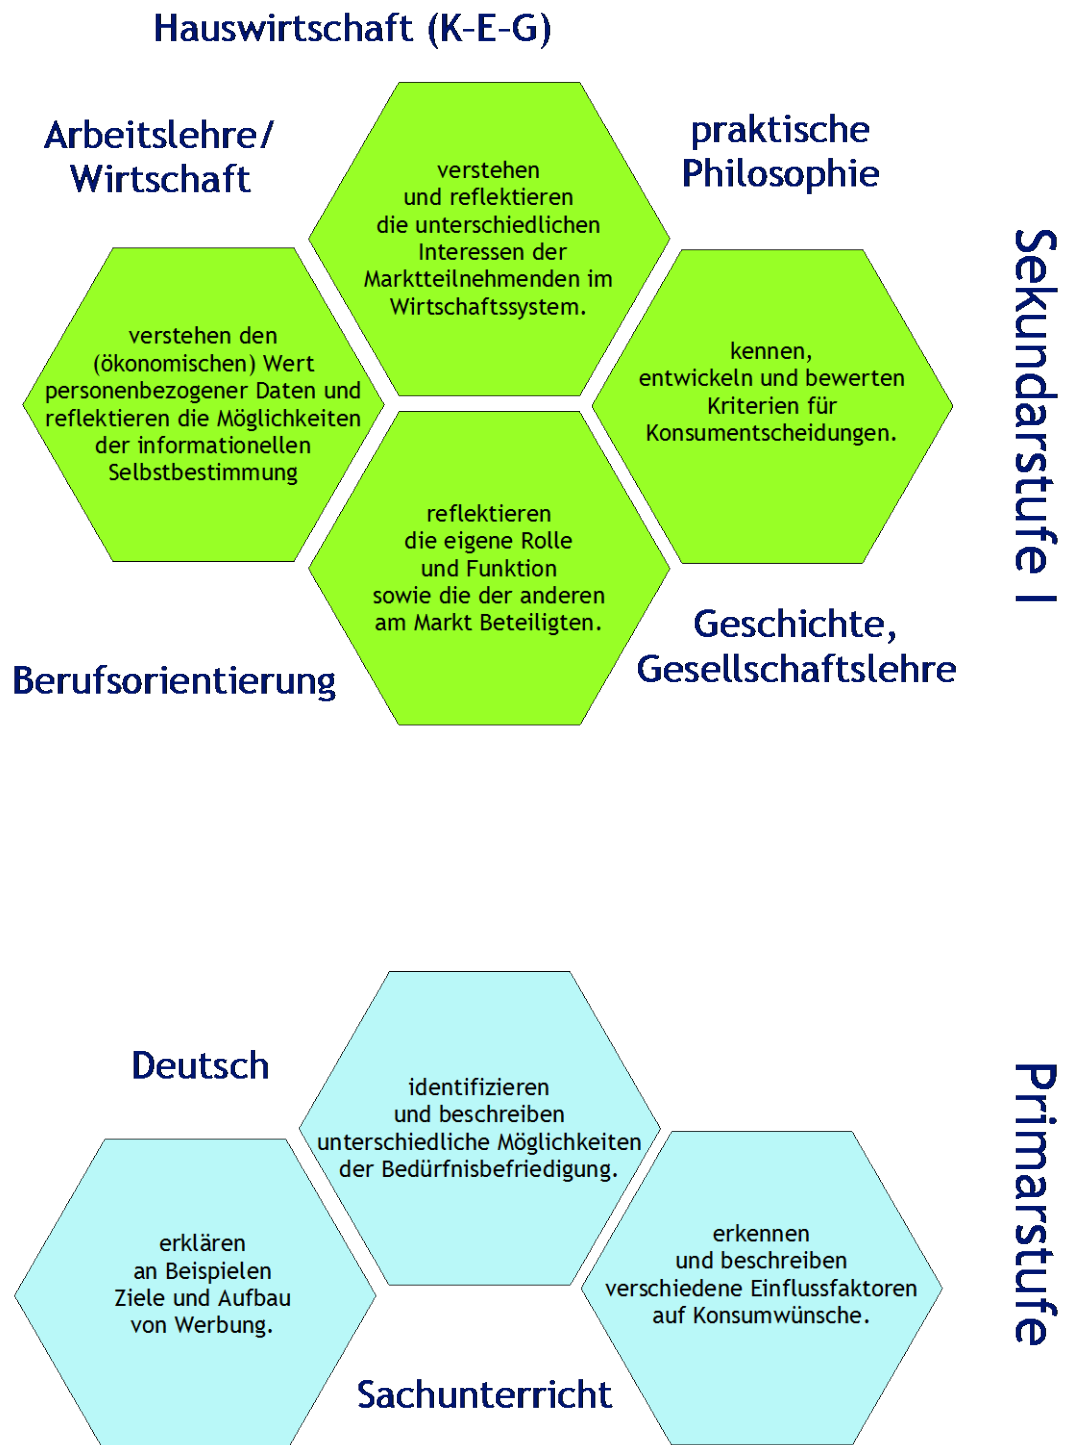 Hauswirtschaft (K-E-G)
Arbeitslehre/
Wirtschaft
praktische
Philosophie
verstehen
und reflektieren
die unterschiedlichen
Interessen der
Marktteilnehmenden im
Wirtschaftssystem.
verstehen den
(ökonomischen) Wert
personenbezogener Daten und
reflektieren die Möglichkeiten
der informationellen
Selbstbestimmung
kennen,
entwickeln und bewerten
Kriterien für
Konsumentscheidungen.
reflektieren
die eigene Rolle
und Funktion
sowie die der anderen
am Markt Beteiligten.
Berufsorientierung
Geschichte,
Gesellschaftslehre
Sekundarstufe I
Deutsch
identifizieren
und beschreiben
unterschiedliche Möglichkeiten
der Bedürfnisbefriedigung.
erklären
an Beispielen
Ziele und Aufbau
von Werbung.
erkennen
und beschreiben
verschiedene Einflussfaktoren
auf Konsumwünsche.
Sachunterricht
Primarstufe